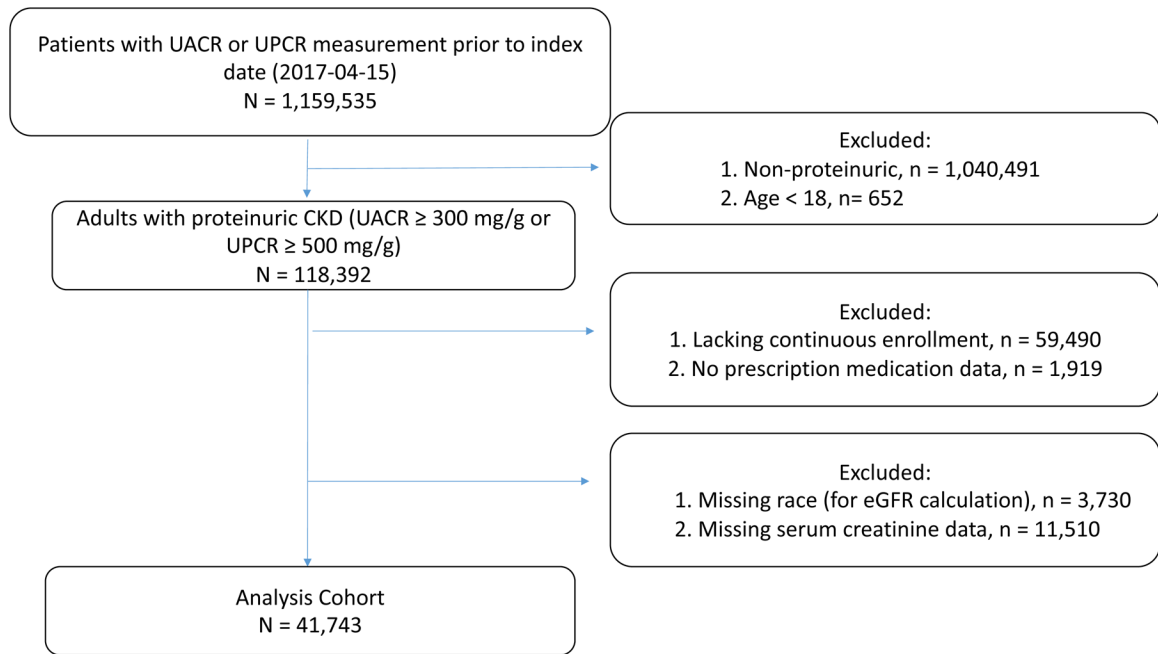 Patients with UACR or UPCR measurement prior to index
date (2017-04-15)
N = 1,159,535
Excluded:
1. Non-proteinuric, n = 1,040,491
2. Age < 18, n= 652
Adults with proteinuric CKD (UACR ≥ 300 mg/g or
UPCR ≥ 500 mg/g)
N = 118,392
Excluded:
1. Lacking continuous enrollment, n = 59,490
2. No prescription medication data, n = 1,919
Excluded:
1. Missing race (for eGFR calculation), n = 3,730
2. Missing serum creatinine data, n = 11,510
Analysis Cohort
N = 41,743